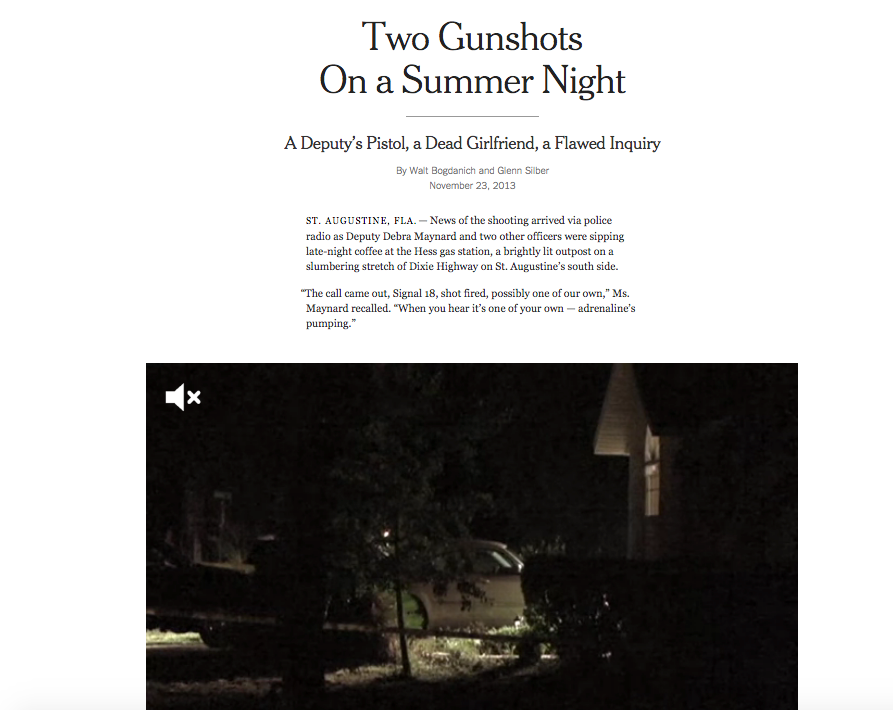 Two Gunshots
On a Summer Night
A Deputy’s Pistol, a Dead Girlfriend, a Flawed Inquiry
By Walt Bogdanich and Glenn Silber
November 23, 2013
ST. AUGUSTINE, FLA. — News of the shooting arrived via police
radio as Deputy Debra Maynard and two other officers were sipping
late-night coffee at the Hess gas station, a brightly lit outpost on a
slumbering stretch of Dixie Highway on St. Augustine’s south side.
“The call came out, Signal 18, shot fired, possibly one of our own,” Ms.
Maynard recalled. “When you hear it’s one of your own — adrenaline’s
pumping.”